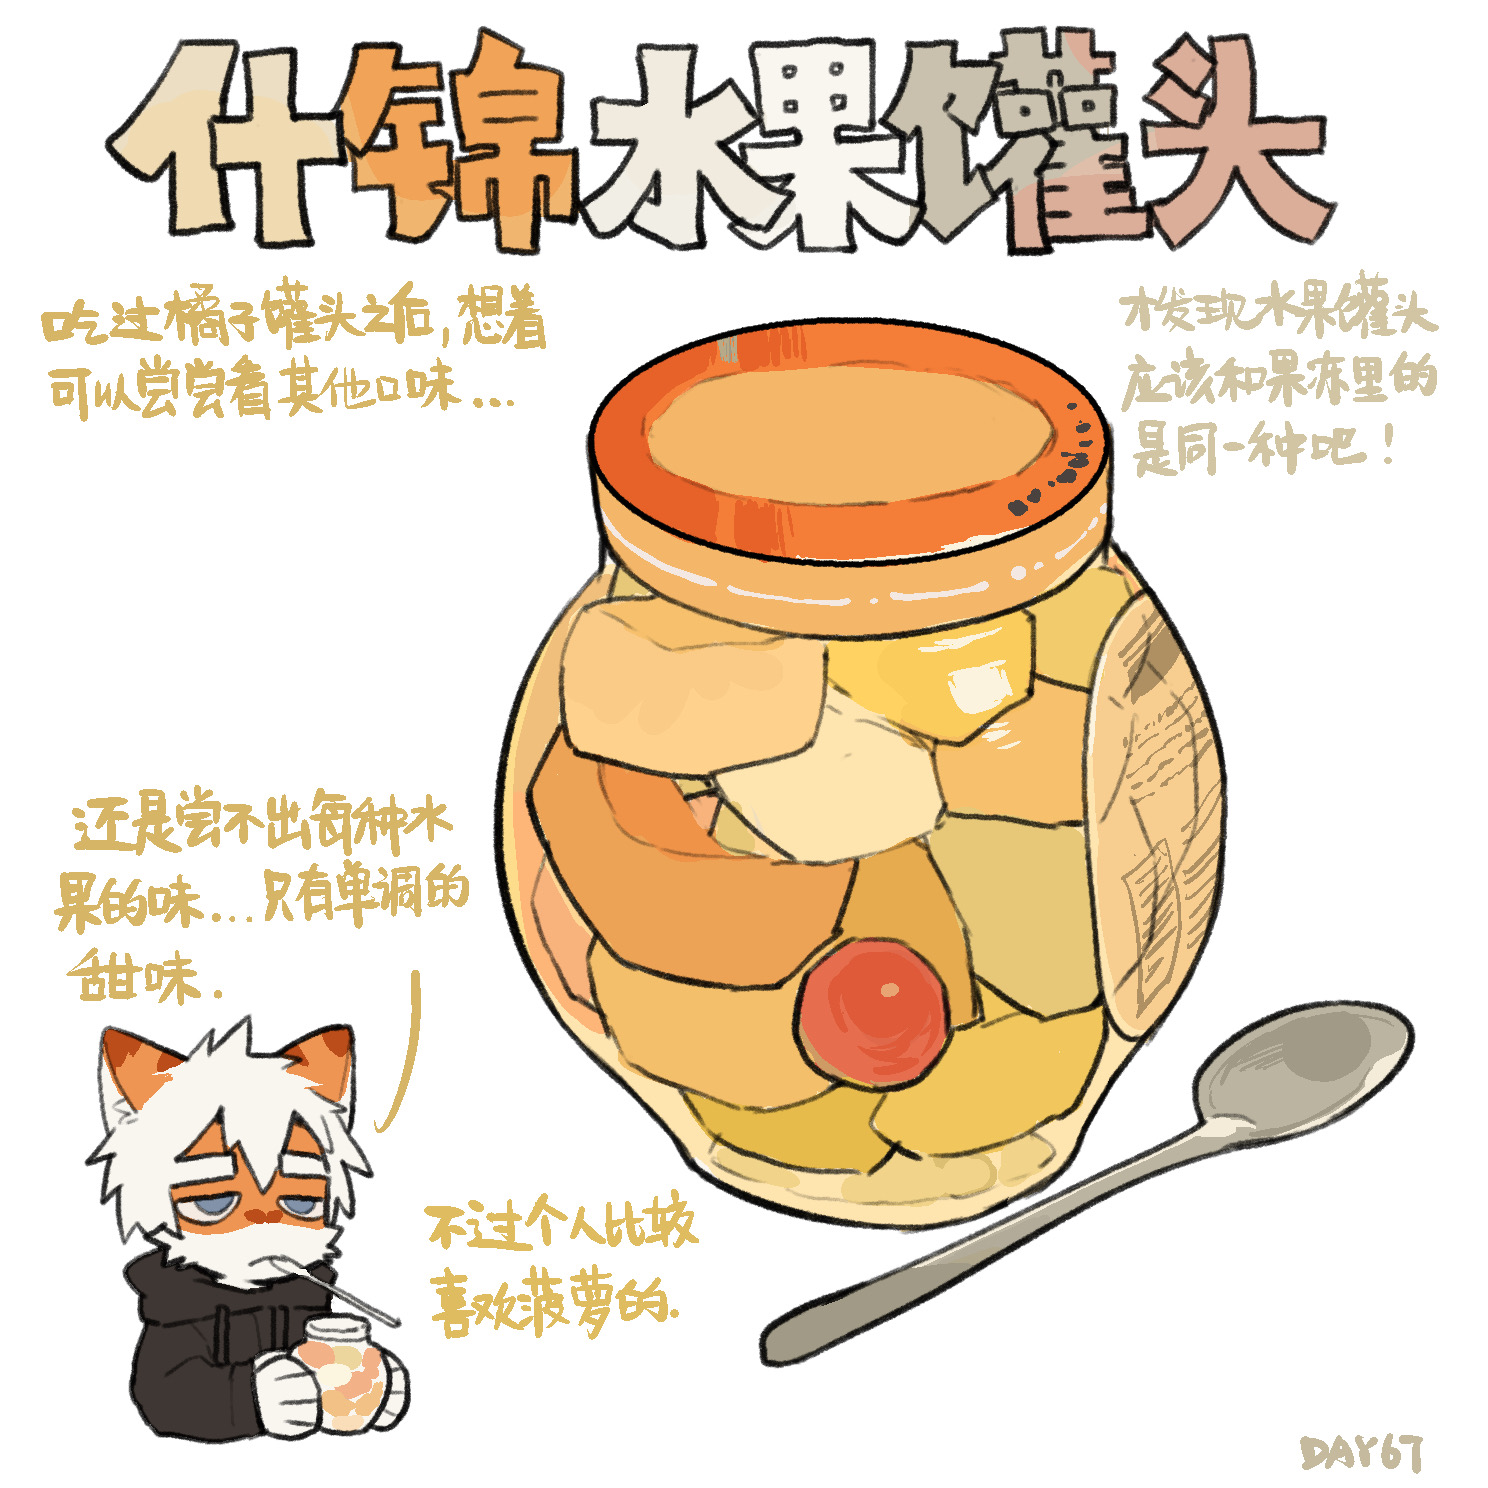 什锦水果罐头
吃过橘子罐头之后，想着
可以尝尝看其他口味...
才发现水果罐头
应该和果冻里的
是同一种吧！
还是尝不出每种水
果的味...只有单调的
甜味.
不过个人比较
喜欢菠萝的.
DAY67